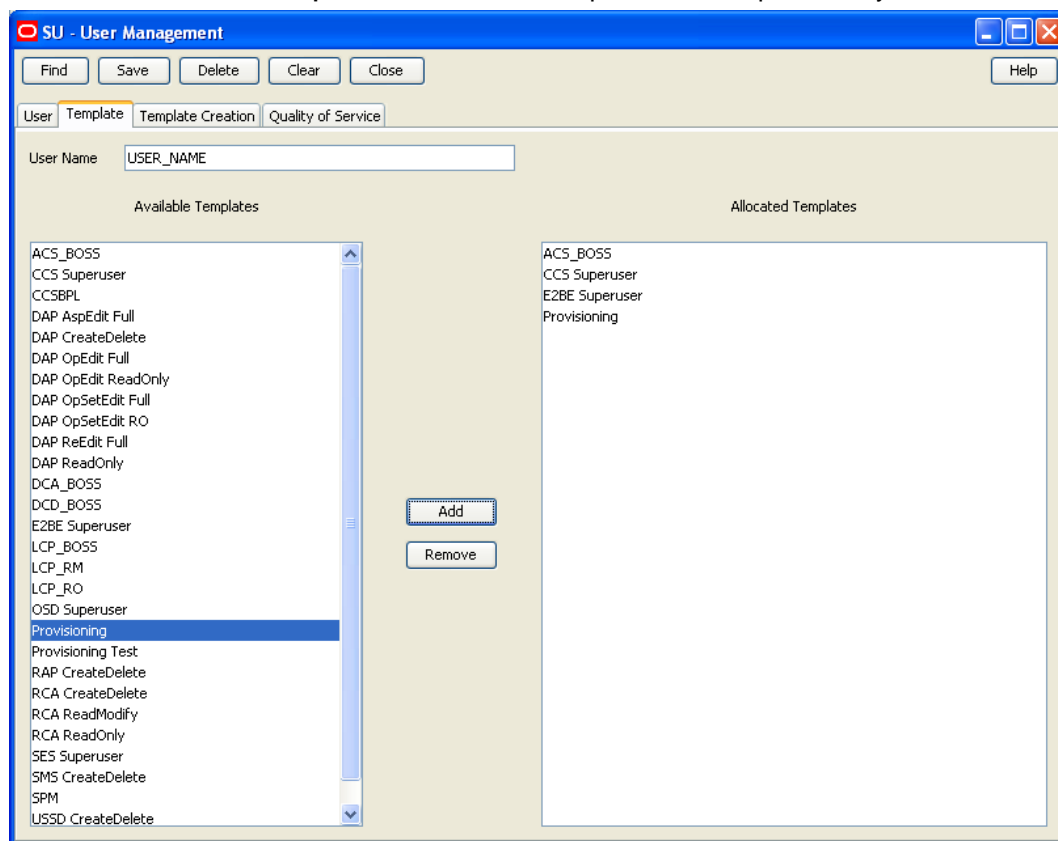 SU - User Management
Find Save Delete Clear Close Help
User Template Template Creation Quality of Service
User Name USER_NAME
Available Templates Allocated Templates
ACS_BOSS
CCS Superuser
CCSBPL
DAP AspEdit Full
DAP CreateDelete
DAP OpEdit Full
DAP OpEdit ReadOnly
DAP OpSetEdit Full
DAP OpSetEdit RO
DAP ReEdit Full
DAP ReadOnly
DCA_BOSS
DCD_BOSS
E2BE Superuser
LCP_BOSS
LCP_RM
LCP_RO
OSD Superuser
Provisioning
Provisioning Test
RAP CreateDelete
RCA CreateDelete
RCA ReadModify
RCA ReadOnly
SES Superuser
SMS CreateDelete
SPM
USSD CreateDelete
Add
Remove
ACS_BOSS
CCS Superuser
E2BE Superuser
Provisioning